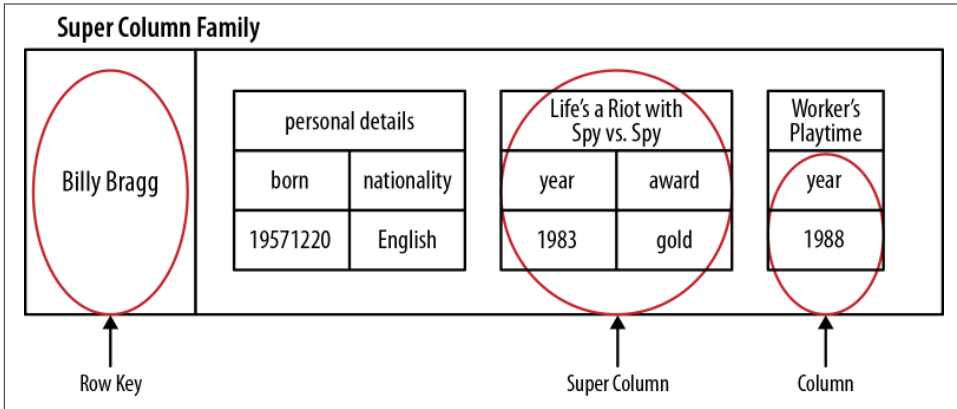 Super Column Family
Billy Bragg
personal details
born nationality
19571220 English
Life's a Riot with
Spy vs. Spy
year award
1983 gold
Worker's
Playtime
year
1988
Row Key
Super Column
Column